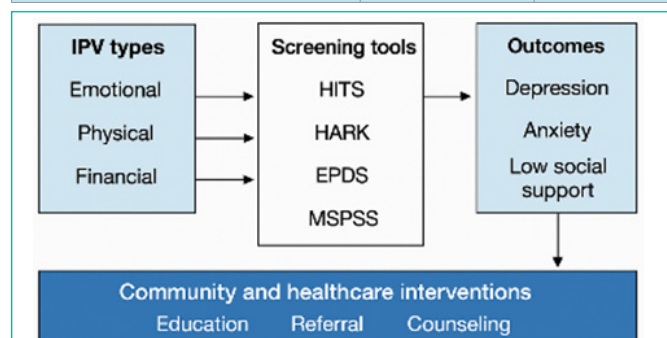 IPV types
Emotional
Physical
Financial
Screening tools
HITS
HARK
EPDS
MSPSS
Outcomes
Depression
Anxiety
Low social
support
Community and healthcare interventions
Education Referral Counseling